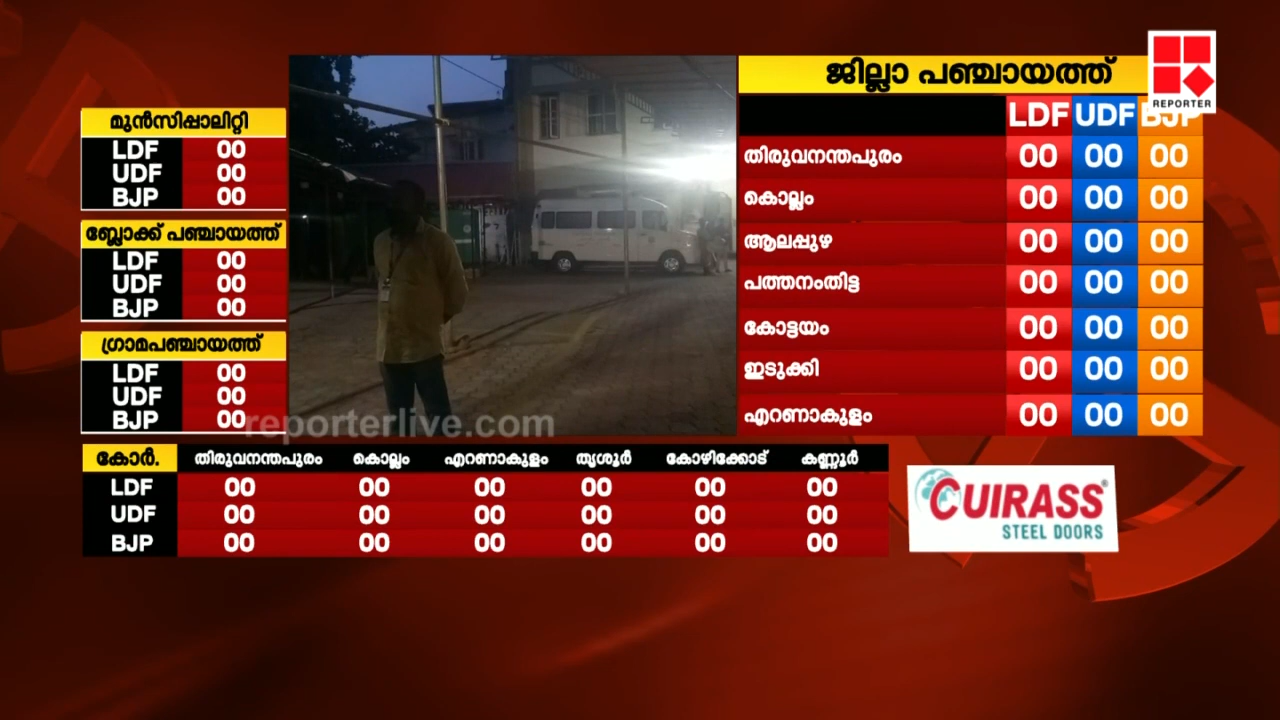 ജില്ലാ പഞ്ചായത്ത്
REPORTER
LDF UDF BJP
തിരുവനന്തപുരം 00 00 00
കൊല്ലം 00 00 00
ആലപ്പുഴ 00 00 00
പത്തനംതിട്ട 00 00 00
കോട്ടയം 00 00 00
ഇടുക്കി 00 00 00
എറണാകുളം 00 00 00
മുൻസിപ്പാലിറ്റി
LDF 00
UDF 00
BJP 00
ബ്ലോക്ക് പഞ്ചായത്ത്
LDF 00
UDF 00
BJP 00
ഗ്രാമപഞ്ചായത്ത്
LDF 00
UDF 00
BJP 00
reporterlive.com
കോർ. തിരുവനന്തപുരം കൊല്ലം എറണാകുളം തൃശൂർ കോഴിക്കോട് കണ്ണൂർ
LDF 00 00 00 00 00 00
UDF 00 00 00 00 00 00
BJP 00 00 00 00 00 00
CUIRASS®
STEEL DOORS